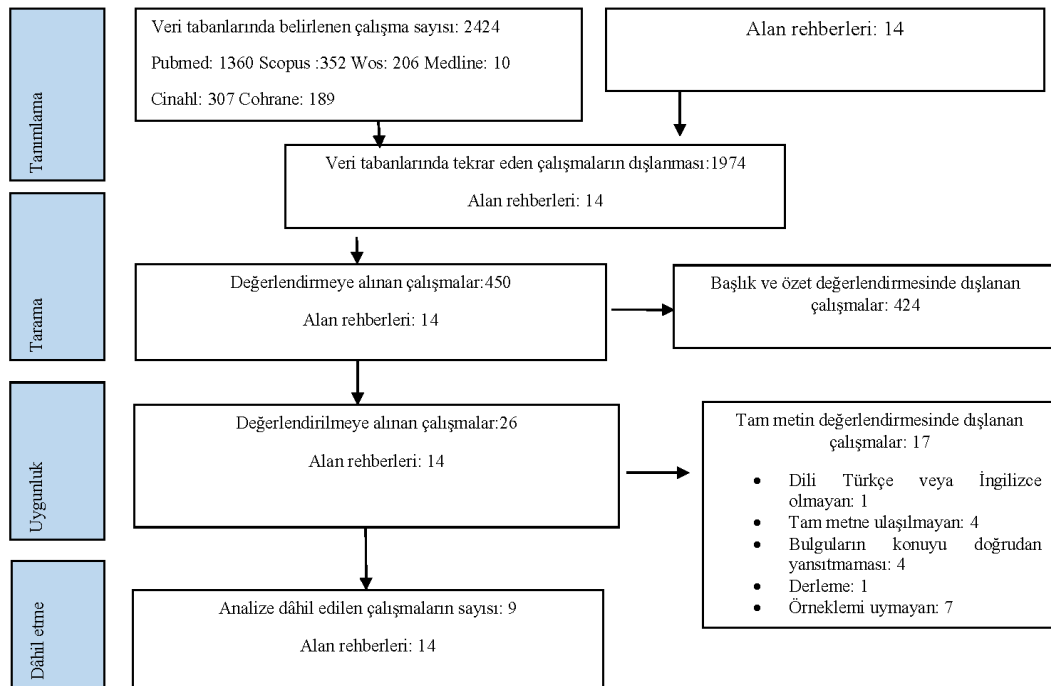 Tanımlama
Veri tabanlarında belirlenen çalışma sayısı: 2424
Pubmed: 1360 Scopus :352 Wos: 206 Medline: 10
Cinahl: 307 Cohrane: 189
Alan rehberleri: 14
Veri tabanlarında tekrar eden çalışmaların dışlanması:1974
Alan rehberleri: 14
Tarama
Değerlendirmeye alınan çalışmalar:450
Alan rehberleri: 14
Başlık ve özet değerlendirmesinde dışlanan
çalışmalar: 424
Uygunluk
Değerlendirilmeye alınan çalışmalar:26
Alan rehberleri: 14
Tam metin değerlendirmesinde dışlanan
çalışmalar: 17
• Dili Türkçe veya İngilizce
olmayan: 1
• Tam metne ulaşılmayan: 4
• Bulguların konuyu doğrudan
yansıtmaması: 4
• Derleme: 1
• Örneklemi uymayan: 7
Dâhil etme
Analize dâhil edilen çalışmaların sayısı: 9
Alan rehberleri: 14